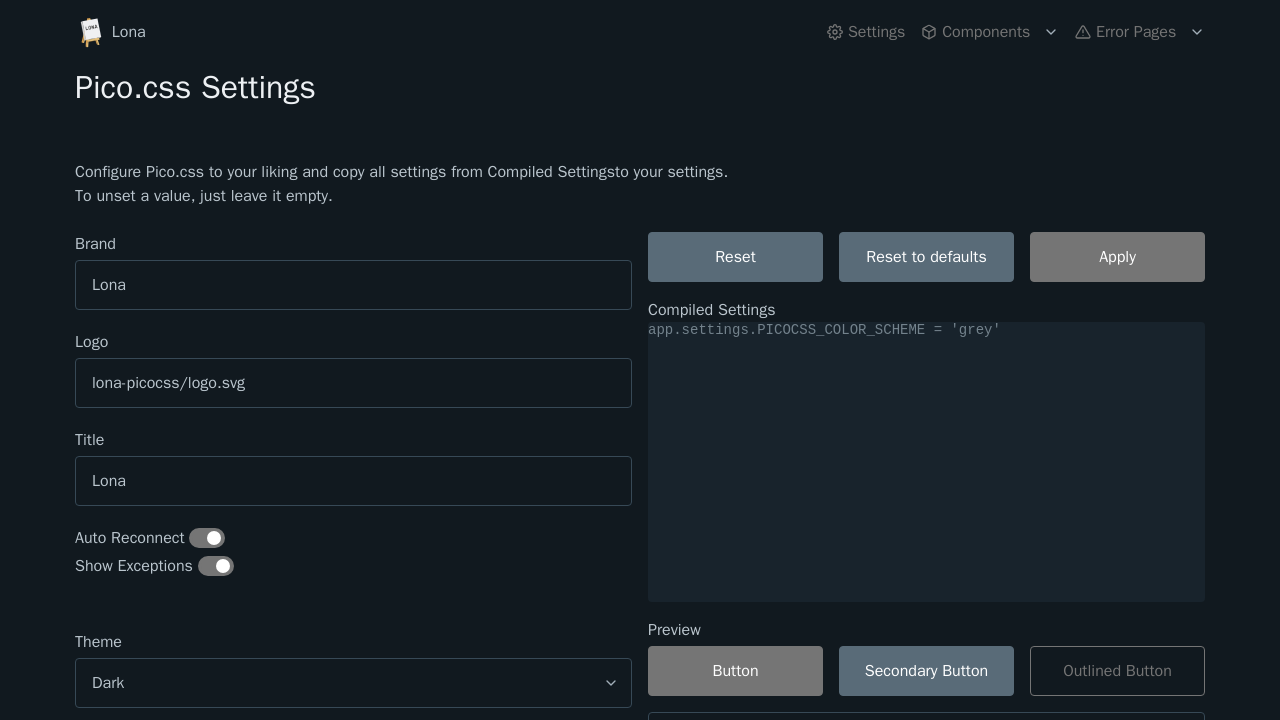 LONA
Lona
Settings
Components
Error Pages
Pico.css Settings
Configure Pico.css to your liking and copy all settings from Compiled Settingsto your settings.
To unset a value, just leave it empty.
Brand
Lona
Logo
lona-picocss/logo.svg
Title
Lona
Auto Reconnect
Show Exceptions
Theme
Dark
Reset
Reset to defaults
Apply
Compiled Settings
app.settings.PICOCSS_COLOR_SCHEME = 'grey'
Preview
Button
Secondary Button
Outlined Button